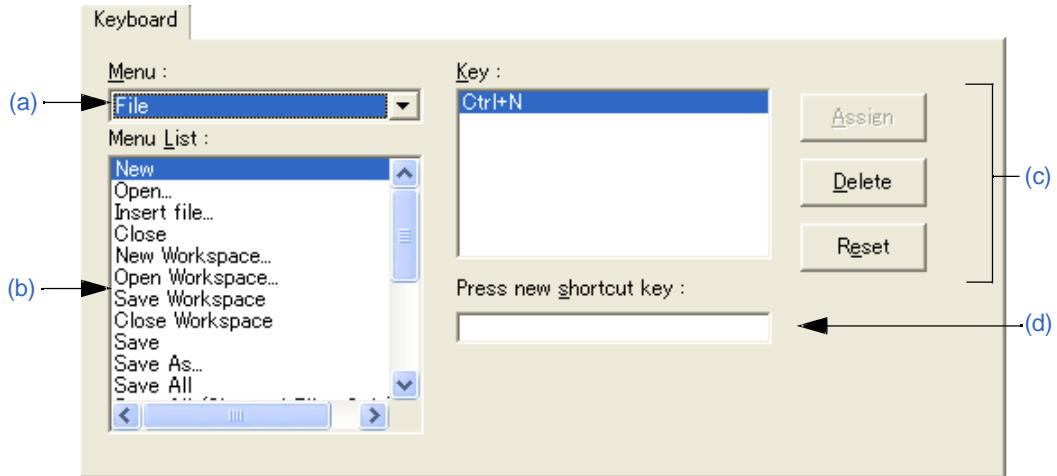 Keyboard
Menu :
Key :
(a)
File
Ctrl+N
Assign
Menu List :
New
Open...
Insert file...
Close
New Workspace...
Open Workspace...
Save Workspace
Close Workspace
Save
Save As...
Save All
Delete
(c)
Reset
(b)
Press new shortcut key :
(d)